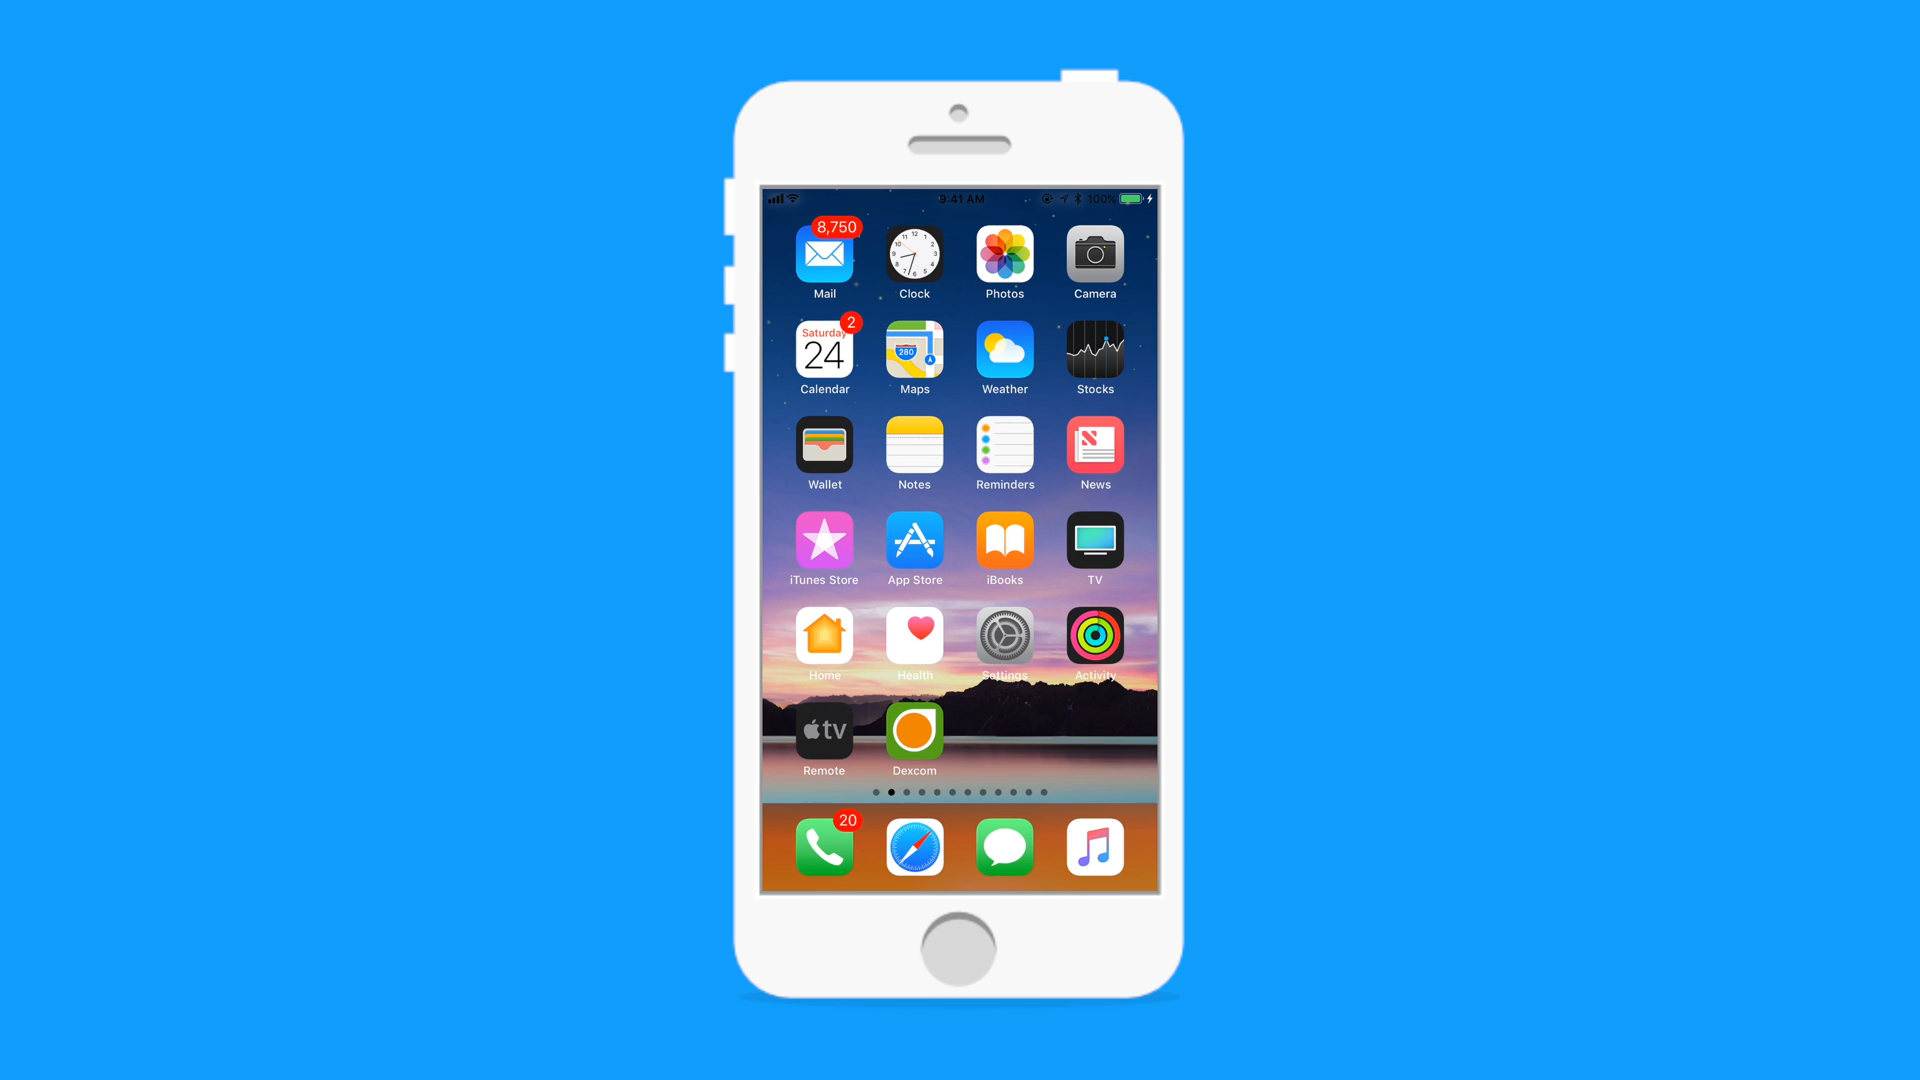 9:41 AM 100%
8,750
Mail Clock Photos Camera
2
Saturday
24
280
Calendar Maps Weather Stocks
Wallet Notes Reminders News
iTunes Store App Store iBooks TV
Home Health Settings Activity
tv
Remote Dexcom
20